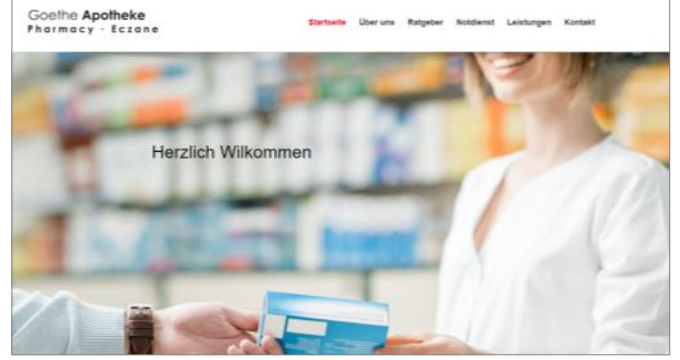 Goethe Apotheke
Pharmacy · Eczane
Startseite Über uns Ratgeber Notdienst Leistungen Kontakt
Herzlich Wilkommen